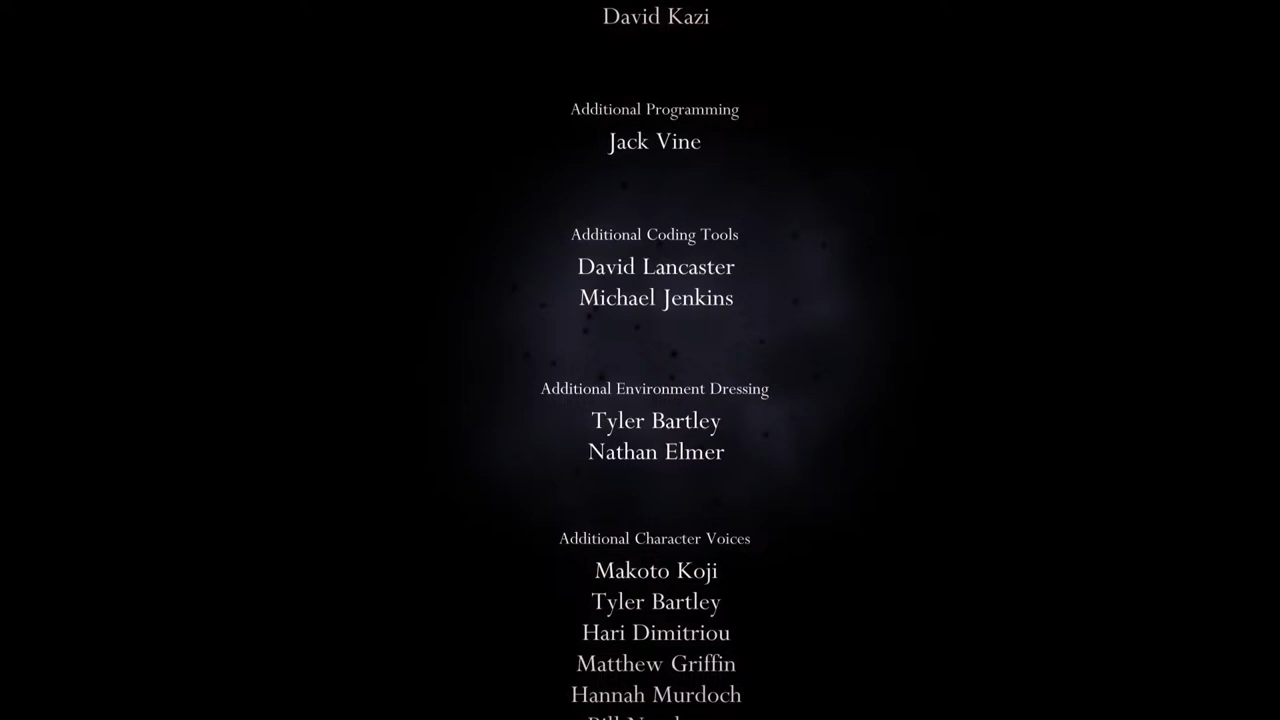 David Kazi
Additional Programming
Jack Vine
Additional Coding Tools
David Lancaster
Michael Jenkins
Additional Environment Dressing
Tyler Bartley
Nathan Elmer
Additional Character Voices
Makoto Koji
Tyler Bartley
Hari Dimitriou
Matthew Griffin
Hannah Murdoch